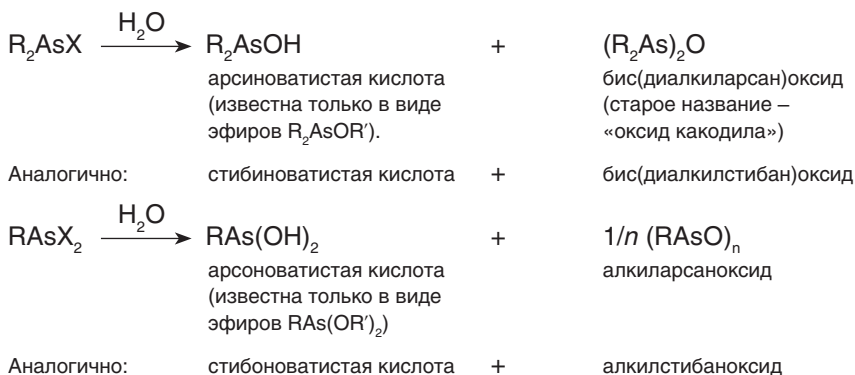 R₂AsX H₂O → R₂AsOH + (R₂As)₂O
арсиноватистая кислота бис(диалкиларсан)оксид
(известна только в виде (старое название –
эфиров R₂AsOR′). «оксид какодила»)
Аналогично: стибиноватистая кислота + бис(диалкилстибан)оксид
RAsX₂ H₂O → RAs(OH)₂ + 1/n (RAsO)ₙ
арсоноватистая кислота алкиларсаноксид
(известна только в виде
эфиров RAs(OR′)₂)
Аналогично: стибоноватистая кислота + алкилстибаноксид